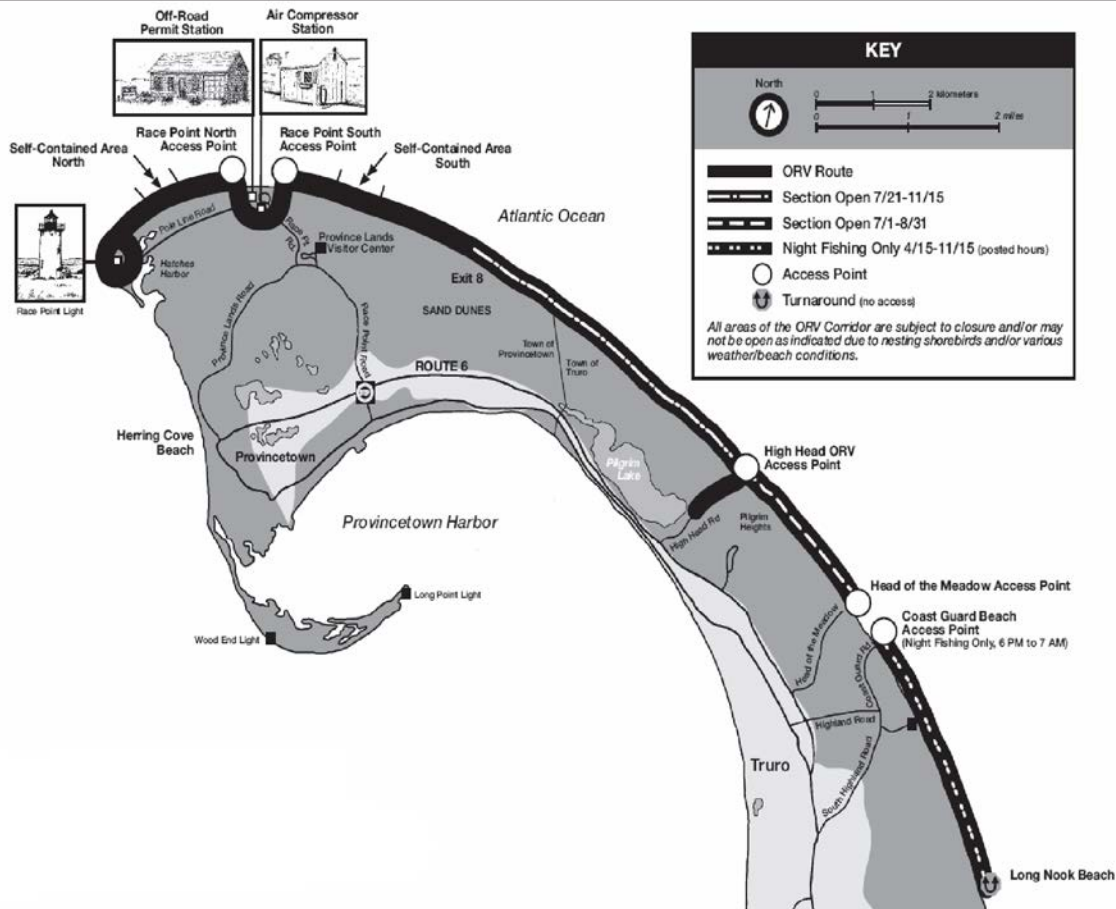 Off-Road
Permit Station
Air Compressor
Station
Race Point North
Access Point
Race Point South
Access Point
Self-Contained Area
North
Self-Contained Area
South
Race Point Light
Pole Line Road
Hatches
Harbor
Race Pt
Rd
Province Lands
Visitor Center
Atlantic Ocean
Exit 8
SAND DUNES
Province Lands Road
Race Point Road
ROUTE 6
Town of
Provincetown
Town of
Truro
Herring Cove
Beach
Provincetown
Pilgrim
Lake
Provincetown Harbor
High Head Rd
Pilgrim
Heights
High Head ORV
Access Point
Long Point Light
Wood End Light
Head of the Meadow Access Point
Coast Guard Beach
Access Point
(Night Fishing Only, 6 PM to 7 AM)
Head of the Meadow
Coast Guard Rd
Highland Road
South Highland Road
Truro
Long Nook Beach
KEY
North
0 1 2 kilometers
0 1 2 miles
ORV Route
Section Open 7/21-11/15
Section Open 7/1-8/31
Night Fishing Only 4/15-11/15 (posted hours)
Access Point
Turnaround (no access)
All areas of the ORV Corridor are subject to closure and/or may
not be open as indicated due to nesting shorebirds and/or various
weather/beach conditions.